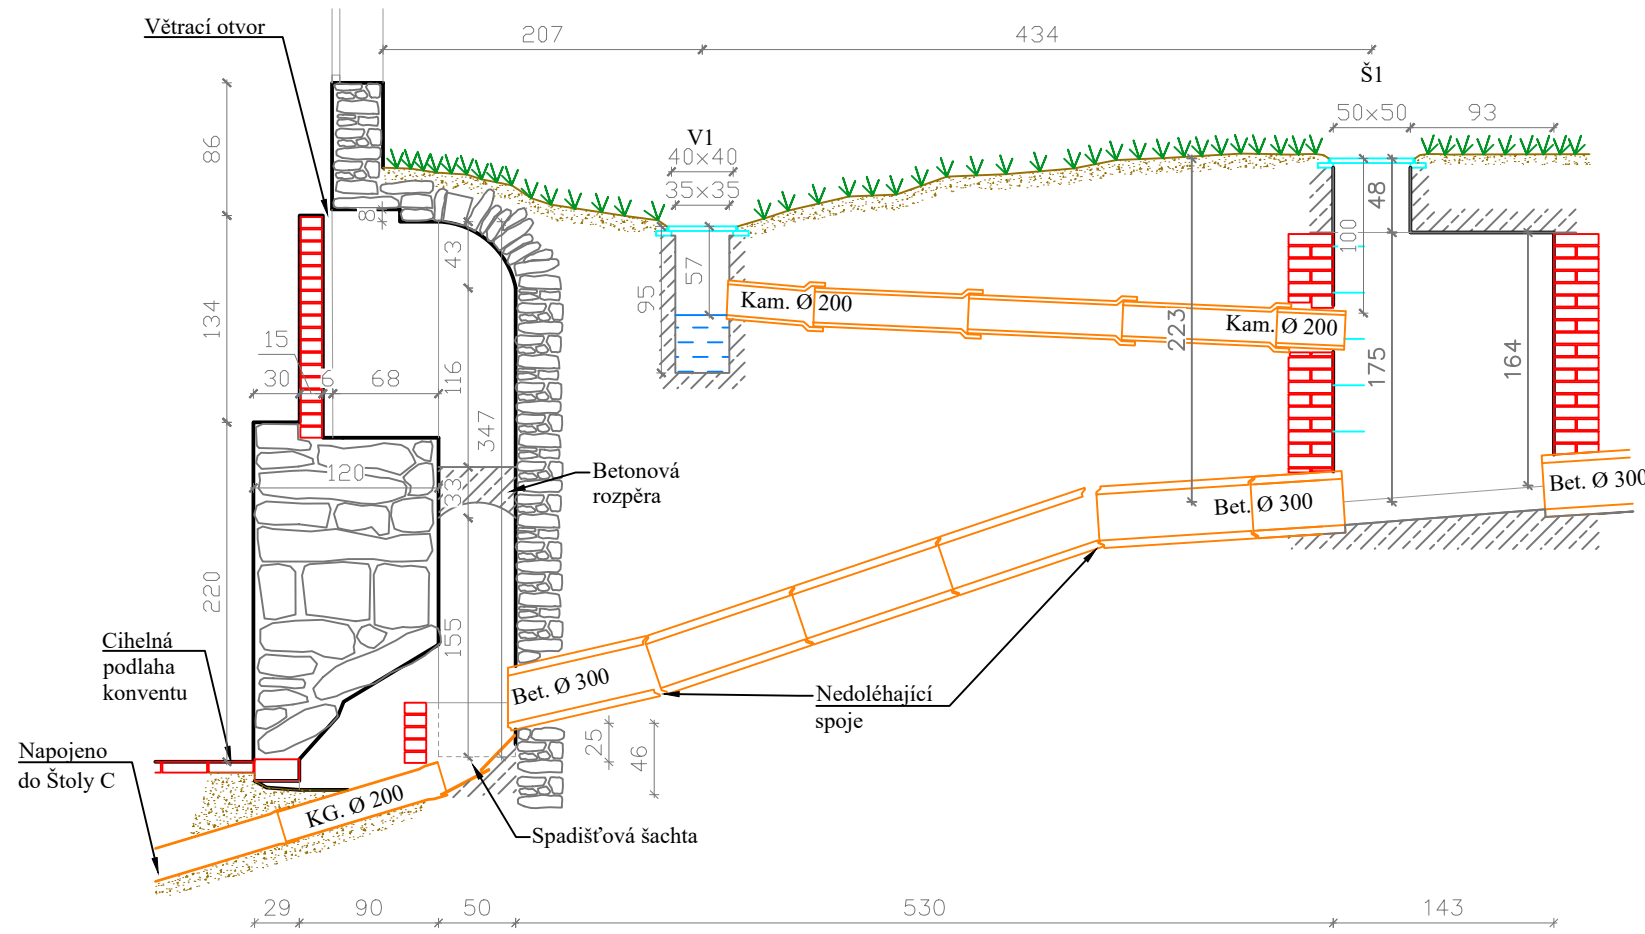 Větrací otvor
207
434
Š1
50×50
93
V1
40×40
35×35
86
8
48
100
43
57
95
Kam. Ø 200
Kam. Ø 200
223
134
15
30
6
68
116
175
164
347
120
33
Betonová
rozpěra
Bet. Ø 300
Bet. Ø 300
220
155
Cihelná
podlaha
konventu
Bet. Ø 300
Nedoléhající
spoje
25
46
Napojeno
do Štoly C
KG. Ø 200
Spadišťová šachta
29
90
50
530
143